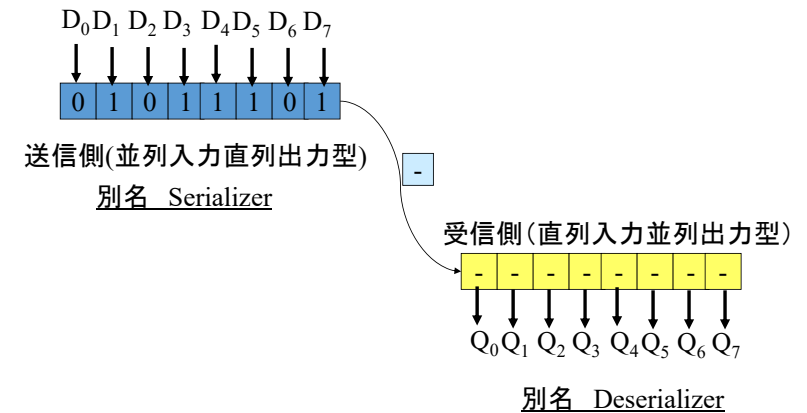 D₀ D₁ D₂ D₃ D₄ D₅ D₆ D₇
0 1 0 1 1 1 0 1
送信側(並列入力直列出力型)
別名 Serializer
-
受信側（直列入力並列出力型）
- - - - - - - -
Q₀ Q₁ Q₂ Q₃ Q₄ Q₅ Q₆ Q₇
別名 Deserializer